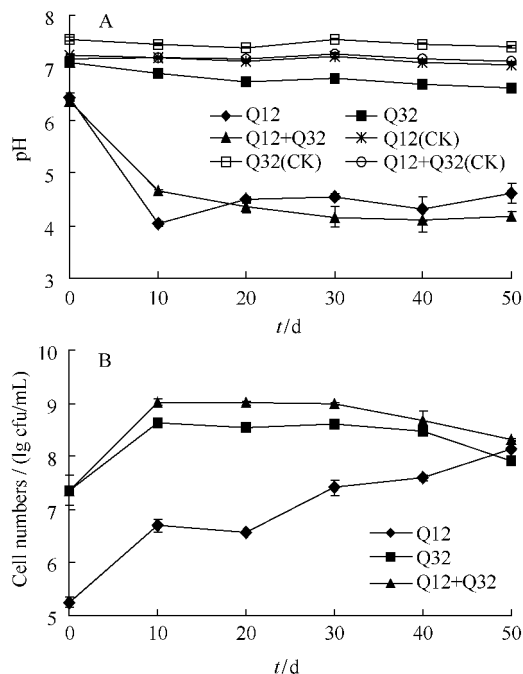 A
8
7
6
5
4
3
pH
Q12 Q32
Q12+Q32 Q12(CK)
Q32(CK) Q12+Q32(CK)
0 10 20 30 40 50
t/d
B
10
9
8
7
6
5
Cell numbers / (lg cfu/mL)
Q12
Q32
Q12+Q32
0 10 20 30 40 50
t/d